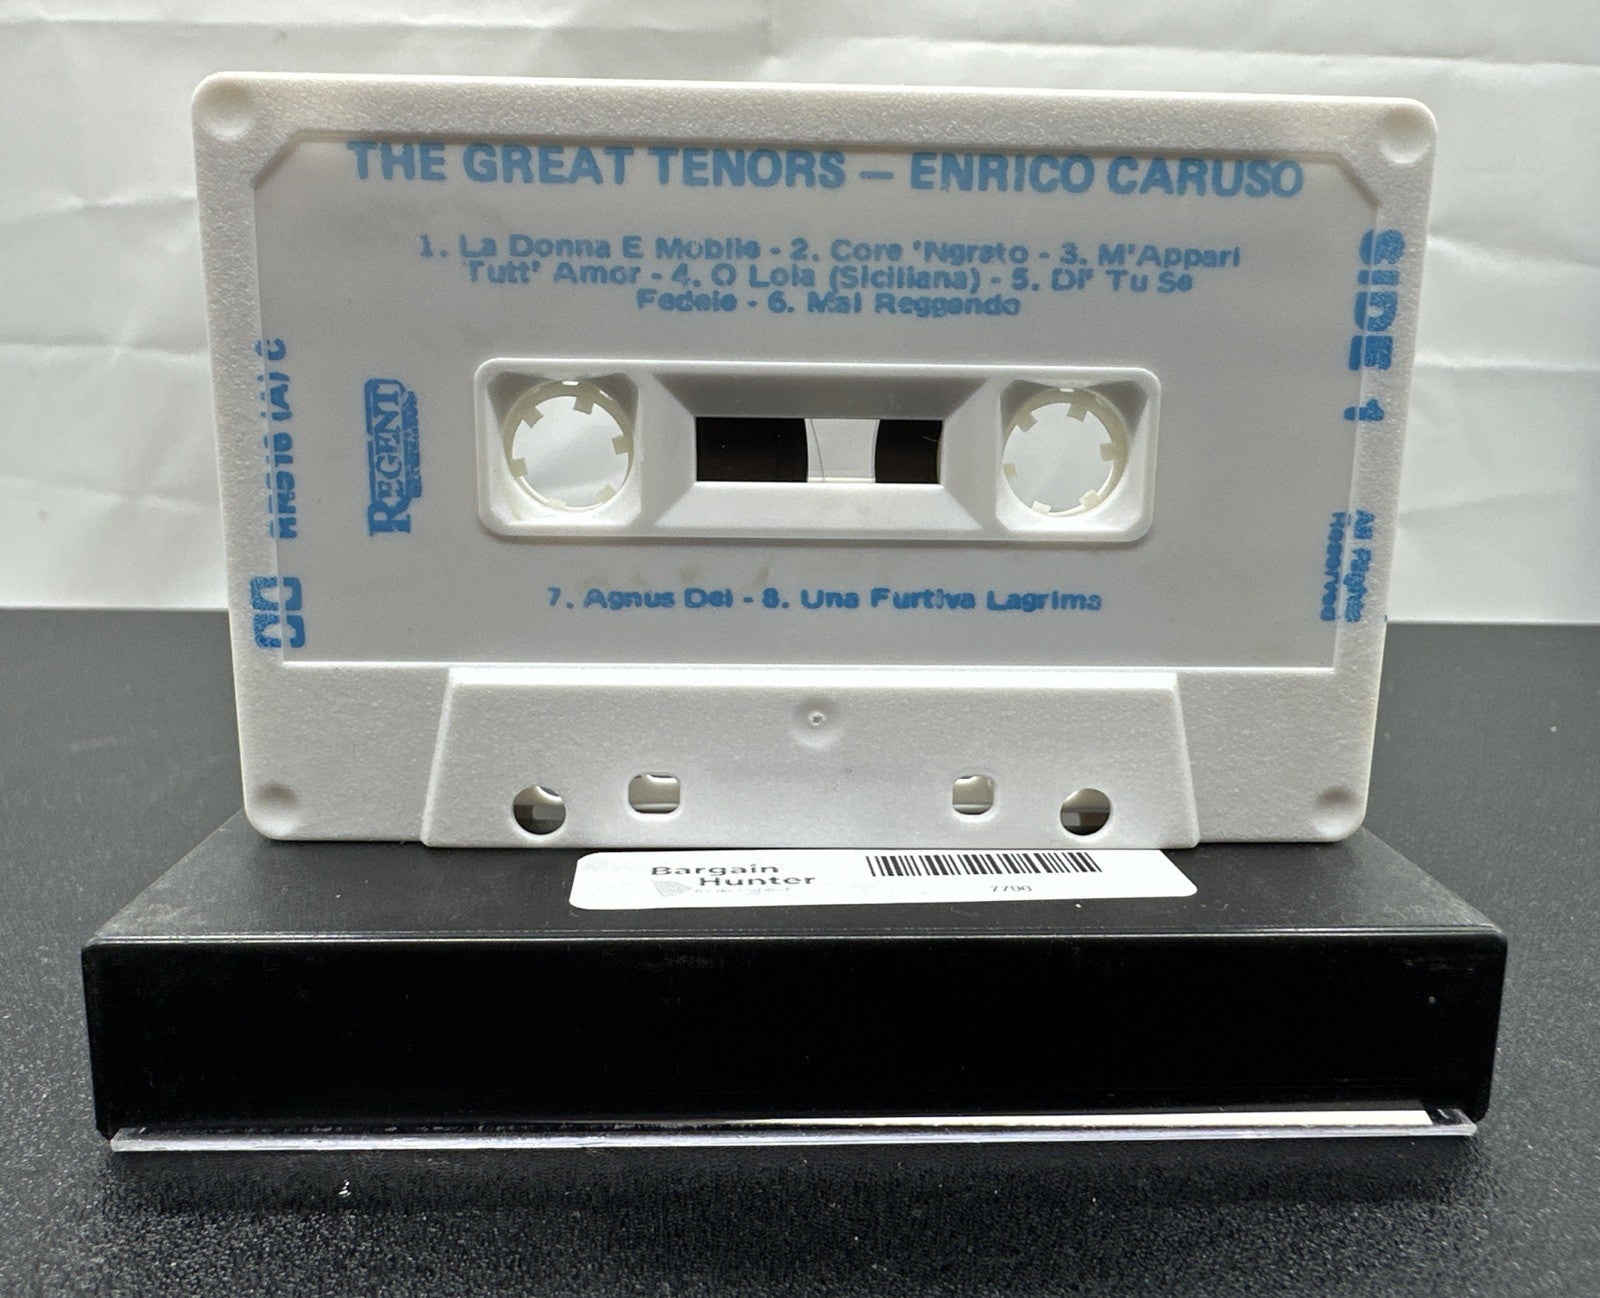 THE GREAT TENORS – ENRICO CARUSO
1. La Donna E Mobile - 2. Core 'Ngrato - 3. M'Appari
Tutt' Amor - 4. O Lola (Siciliana) - 5. Di' Tu Se
Fedele - 6. Mal Reggendo
SIDE 1
REGENT
7. Agnus Dei - 8. Una Furtiva Lagrima
All Rights
Reserved
Bargain
Hunter
7706